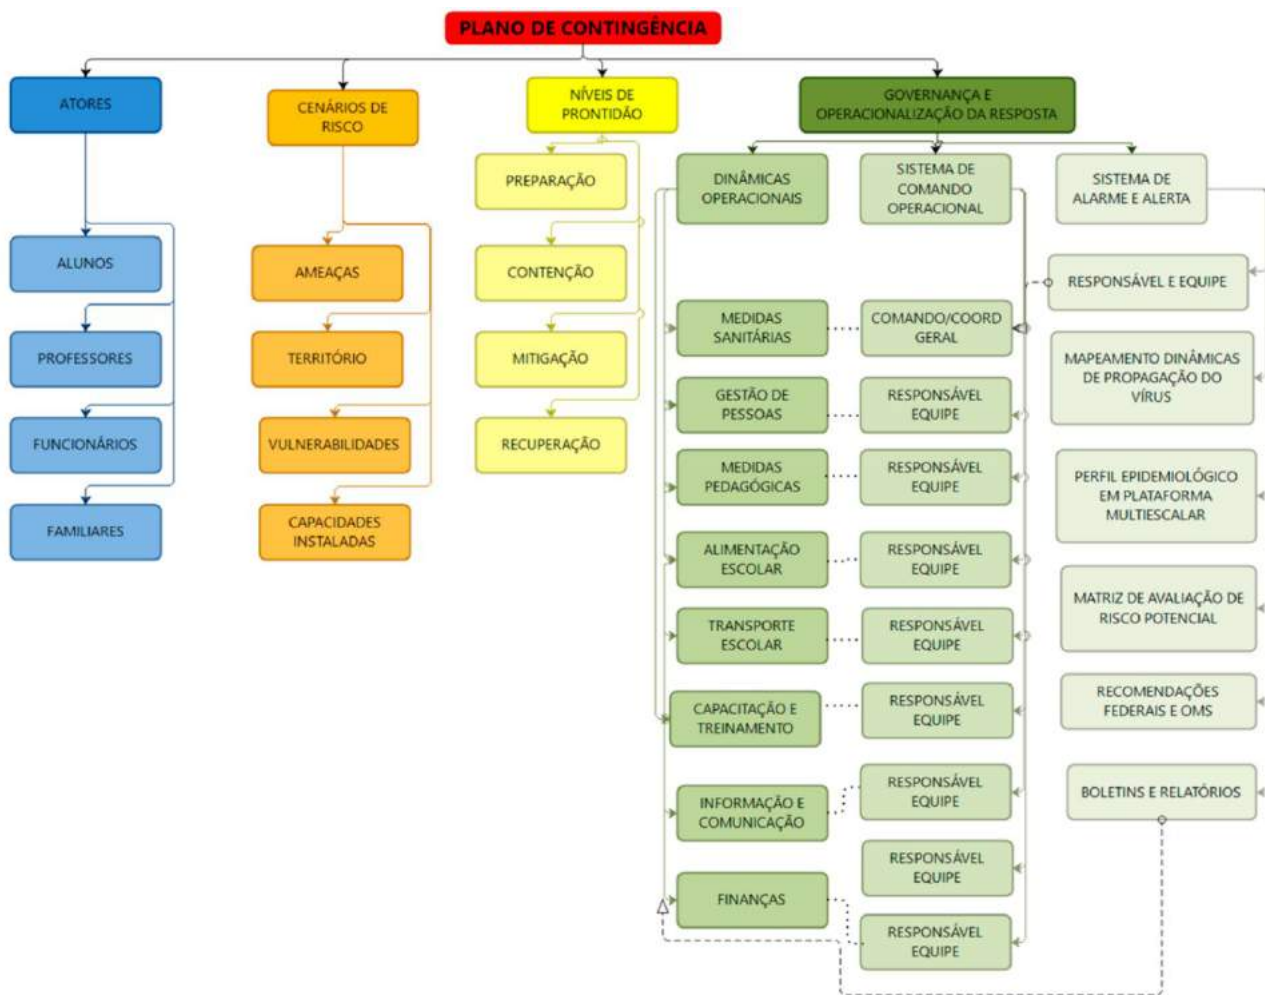 PLANO DE CONTINGÊNCIA
ATORES
CENÁRIOS DE
RISCO
NÍVEIS DE
PRONTIDÃO
GOVERNANÇA E
OPERACIONALIZAÇÃO DA RESPOSTA
ALUNOS
PROFESSORES
FUNCIONÁRIOS
FAMILIARES
AMEAÇAS
TERRITÓRIO
VULNERABILIDADES
CAPACIDADES
INSTALADAS
PREPARAÇÃO
CONTENÇÃO
MITIGAÇÃO
RECUPERAÇÃO
DINÂMICAS
OPERACIONAIS
MEDIDAS
SANITÁRIAS
GESTÃO DE
PESSOAS
MEDIDAS
PEDAGÓGICAS
ALIMENTAÇÃO
ESCOLAR
TRANSPORTE
ESCOLAR
CAPACITAÇÃO E
TREINAMENTO
INFORMAÇÃO E
COMUNICAÇÃO
FINANÇAS
SISTEMA DE
COMANDO
OPERACIONAL
COMANDO/COORD
GERAL
RESPONSÁVEL
EQUIPE
RESPONSÁVEL
EQUIPE
RESPONSÁVEL
EQUIPE
RESPONSÁVEL
EQUIPE
RESPONSÁVEL
EQUIPE
RESPONSÁVEL
EQUIPE
RESPONSÁVEL
EQUIPE
RESPONSÁVEL
EQUIPE
SISTEMA DE
ALARME E ALERTA
RESPONSÁVEL E EQUIPE
MAPEAMENTO DINÂMICAS
DE PROPAGAÇÃO DO
VÍRUS
PERFIL EPIDEMIOLÓGICO
EM PLATAFORMA
MULTIESCALAR
MATRIZ DE AVALIAÇÃO DE
RISCO POTENCIAL
RECOMENDAÇÕES
FEDERAIS E OMS
BOLETINS E RELATÓRIOS